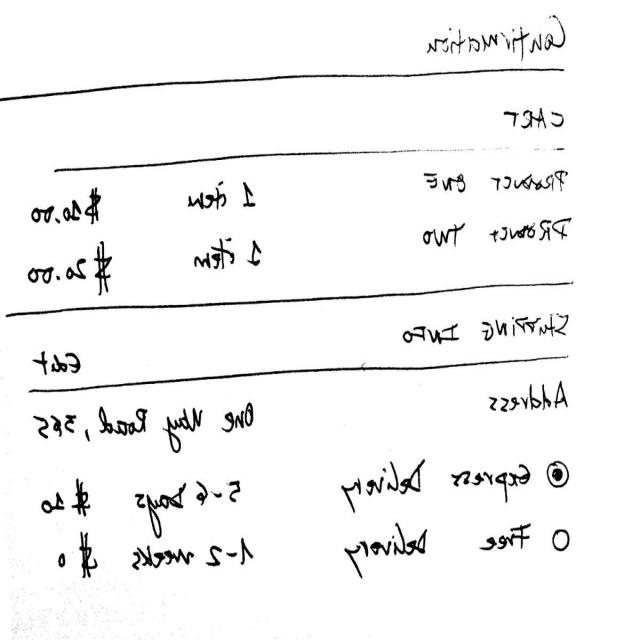 Confirmation
CART
PRODUCT ONE 1 item $10.00
PRODUCT TWO 1 item $20.00
SHIPPING INFO Edit
Address One Way Road, 365
Express Delivery 5-6 Days $10
Free Delivery 1-2 weeks $0